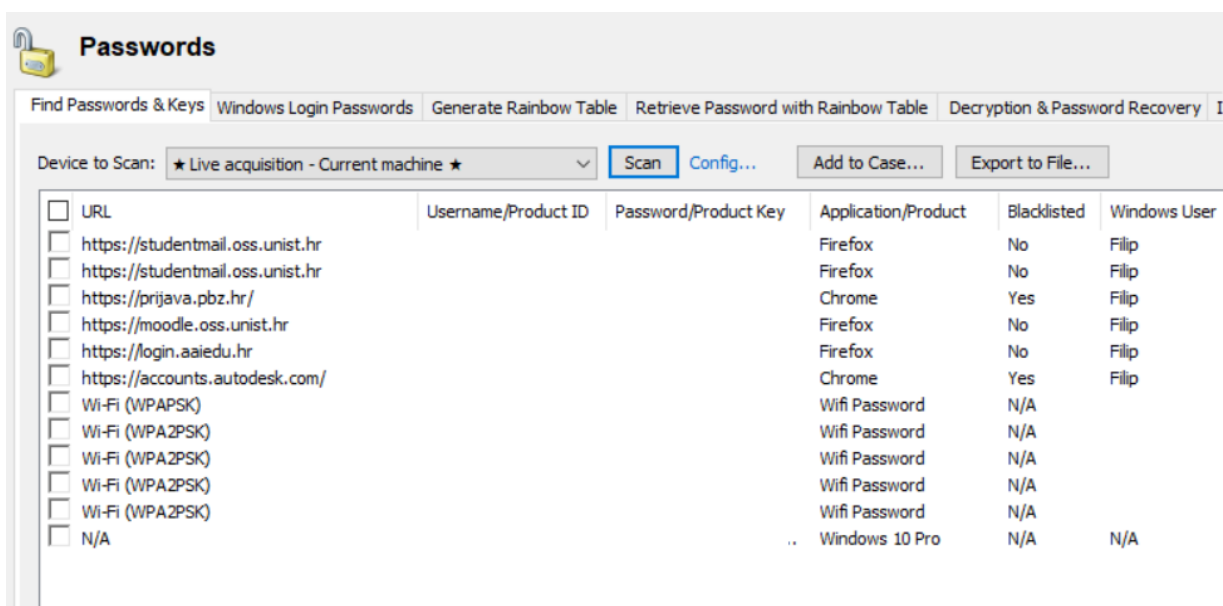 Passwords
Find Passwords & Keys Windows Login Passwords Generate Rainbow Table Retrieve Password with Rainbow Table Decryption & Password Recovery
Device to Scan: ★ Live acquisition - Current machine ★ Scan Config... Add to Case... Export to File...
URL Username/Product ID Password/Product Key Application/Product Blacklisted Windows User
https://studentmail.oss.unist.hr Firefox No Filip
https://studentmail.oss.unist.hr Firefox No Filip
https://prijava.pbz.hr/ Chrome Yes Filip
https://moodle.oss.unist.hr Firefox No Filip
https://login.aaiedu.hr Firefox No Filip
https://accounts.autodesk.com/ Chrome Yes Filip
Wi-Fi (WPAPSK) Wifi Password N/A
Wi-Fi (WPA2PSK) Wifi Password N/A
Wi-Fi (WPA2PSK) Wifi Password N/A
Wi-Fi (WPA2PSK) Wifi Password N/A
Wi-Fi (WPA2PSK) Wifi Password N/A
N/A .. Windows 10 Pro N/A N/A